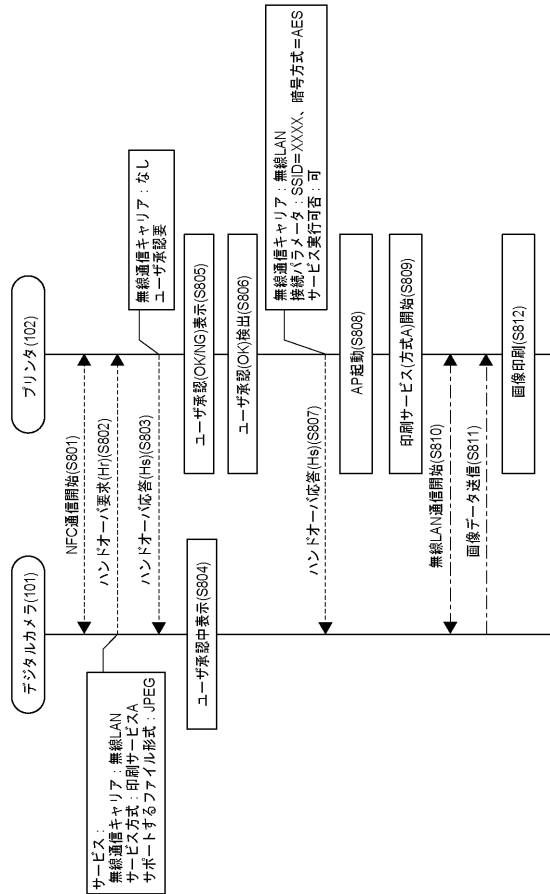 デジタルカメラ(101)
プリンタ(102)
NFC通信開始(S801)
ハンドオーバ要求(Hr)(S802)
サービス：
無線通信キャリア：無線LAN
サービス方式：印刷サービスA
サポートするファイル形式：JPEG
ハンドオーバ応答(Hs)(S803)
無線通信キャリア：なし
ユーザ承認要
ユーザ承認中表示(S804)
ユーザ承認(OK/NG)表示(S805)
ユーザ承認(OK)検出(S806)
ハンドオーバ応答(Hs)(S807)
無線通信キャリア：無線LAN
接続パラメータ：SSID=XXXX、暗号方式=AES
サービス実行可否：可
AP起動(S808)
印刷サービス(方式A)開始(S809)
無線LAN通信開始(S810)
画像データ送信(S811)
画像印刷(S812)